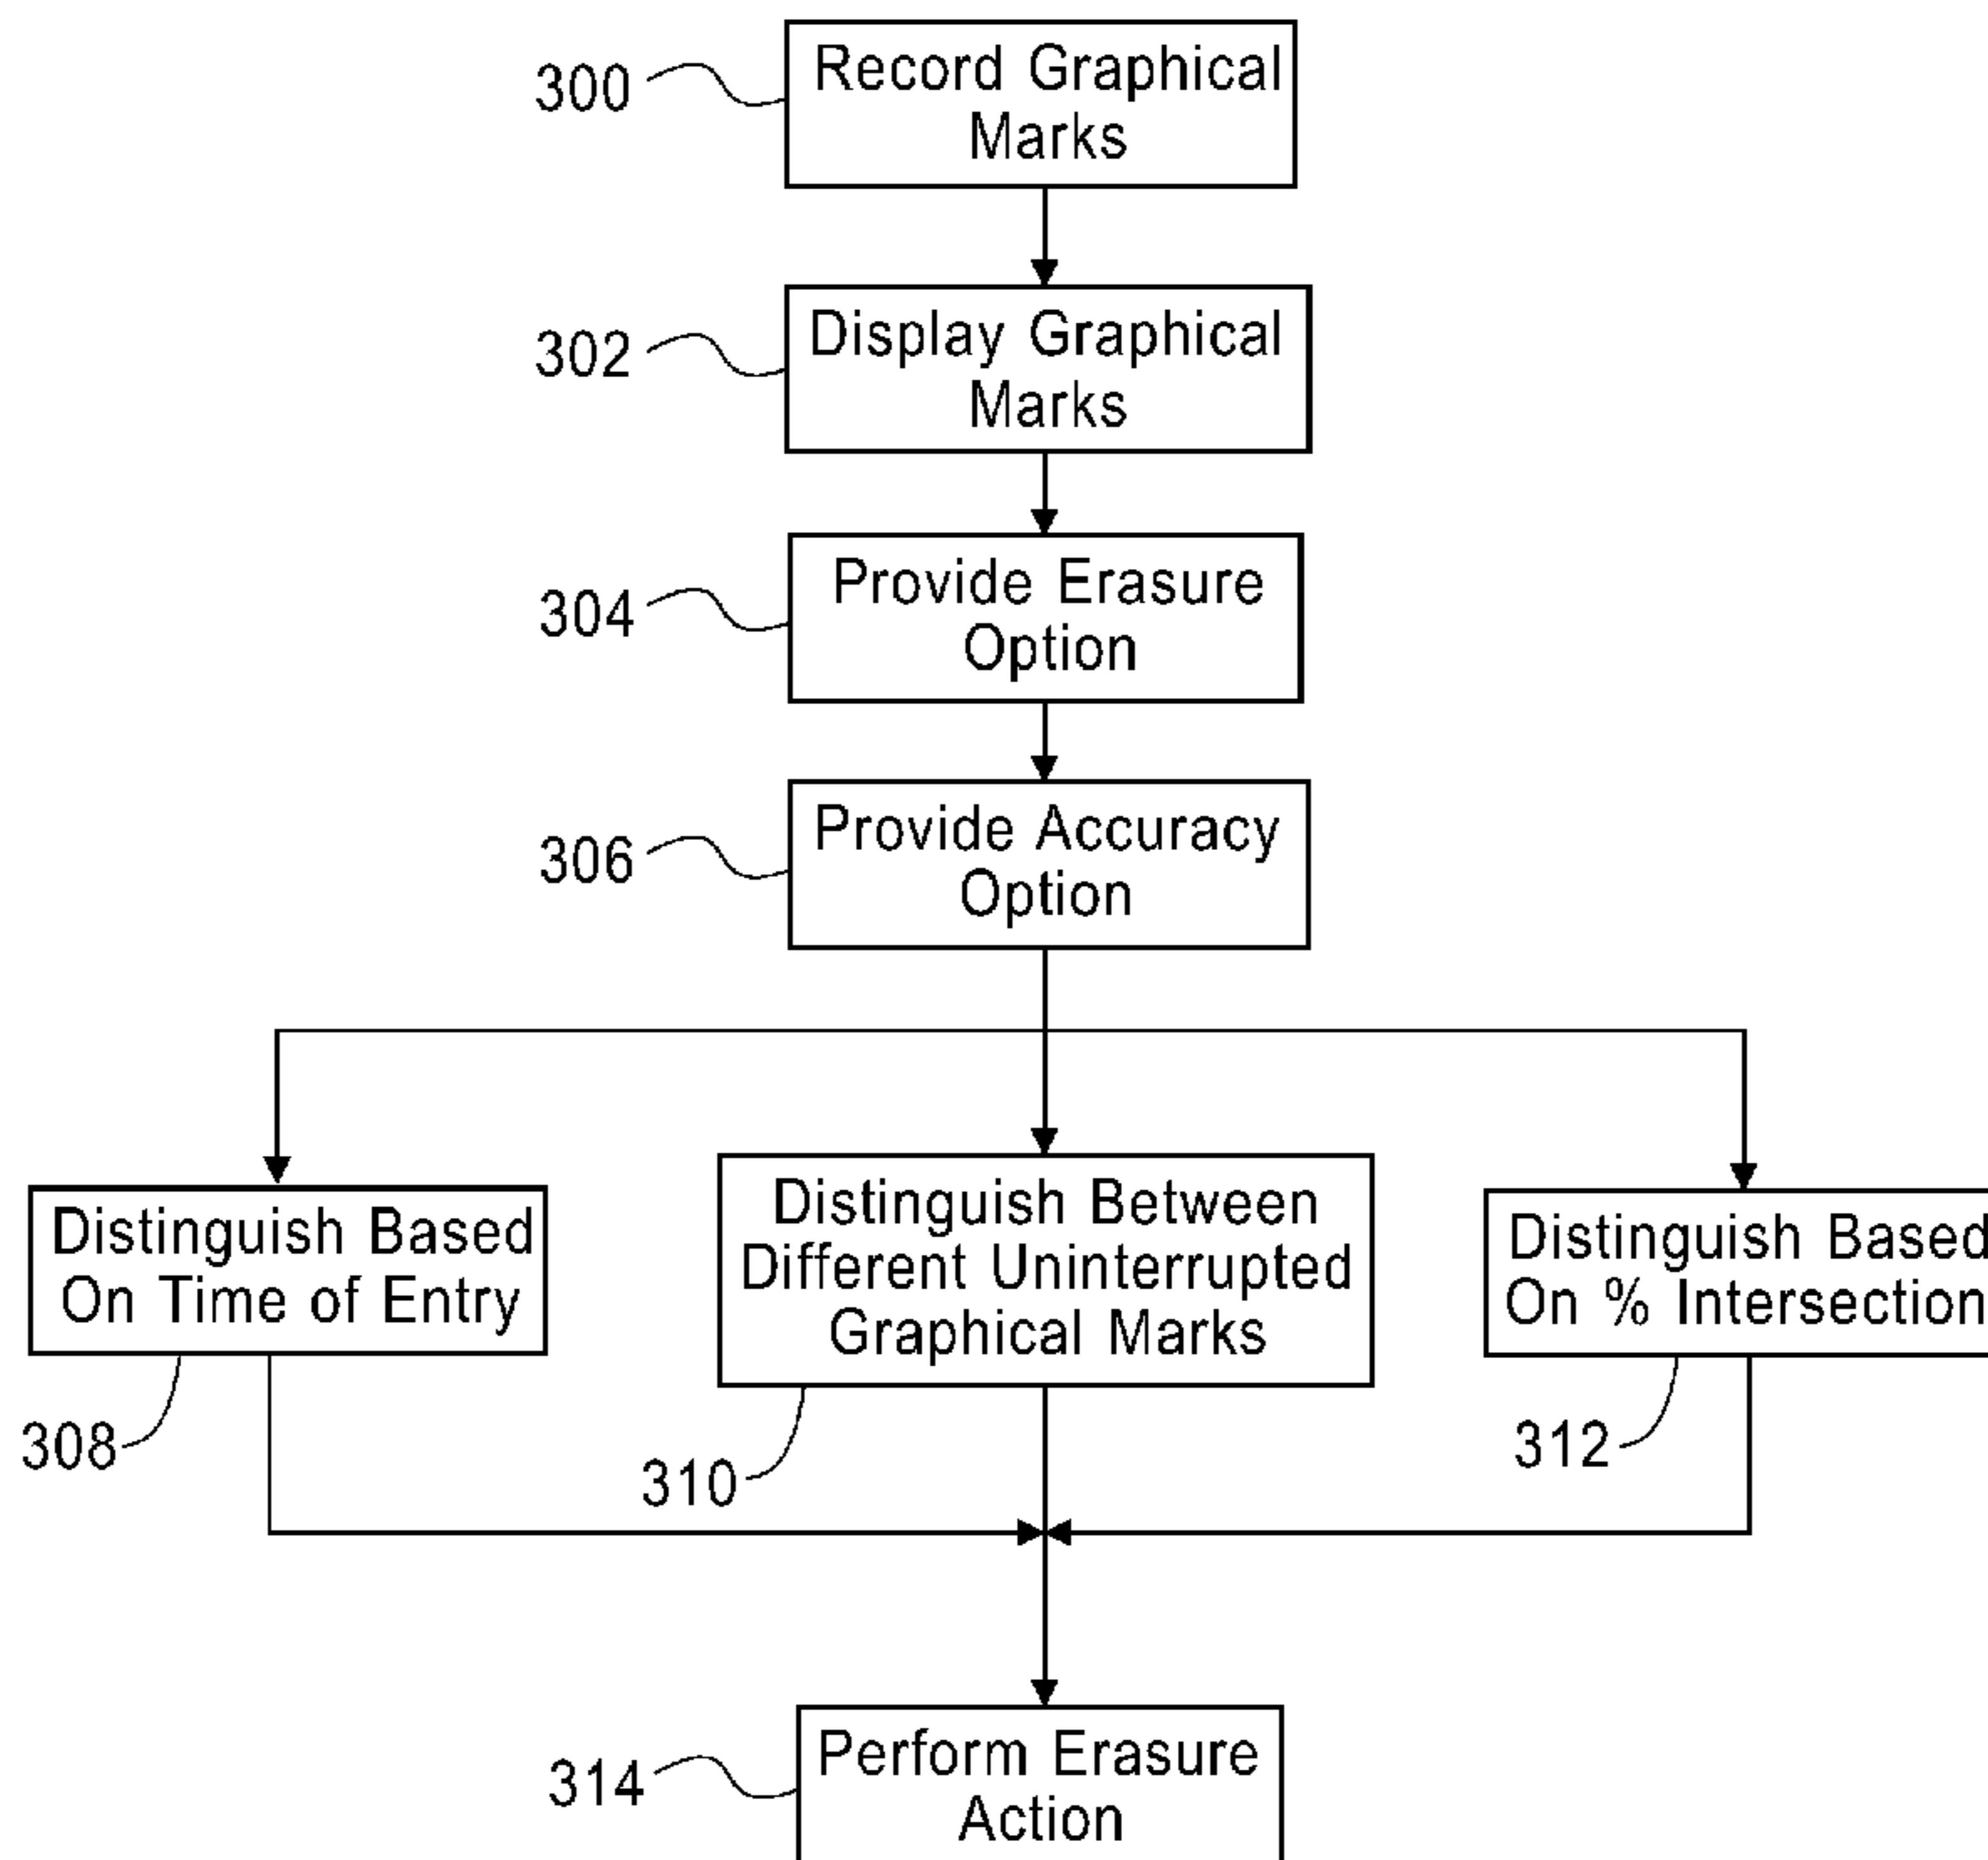 300
Record Graphical
Marks
302
Display Graphical
Marks
304
Provide Erasure
Option
306
Provide Accuracy
Option
Distinguish Based
On Time of Entry
308
Distinguish Between
Different Uninterrupted
Graphical Marks
310
Distinguish Based
On % Intersection
312
314
Perform Erasure
Action